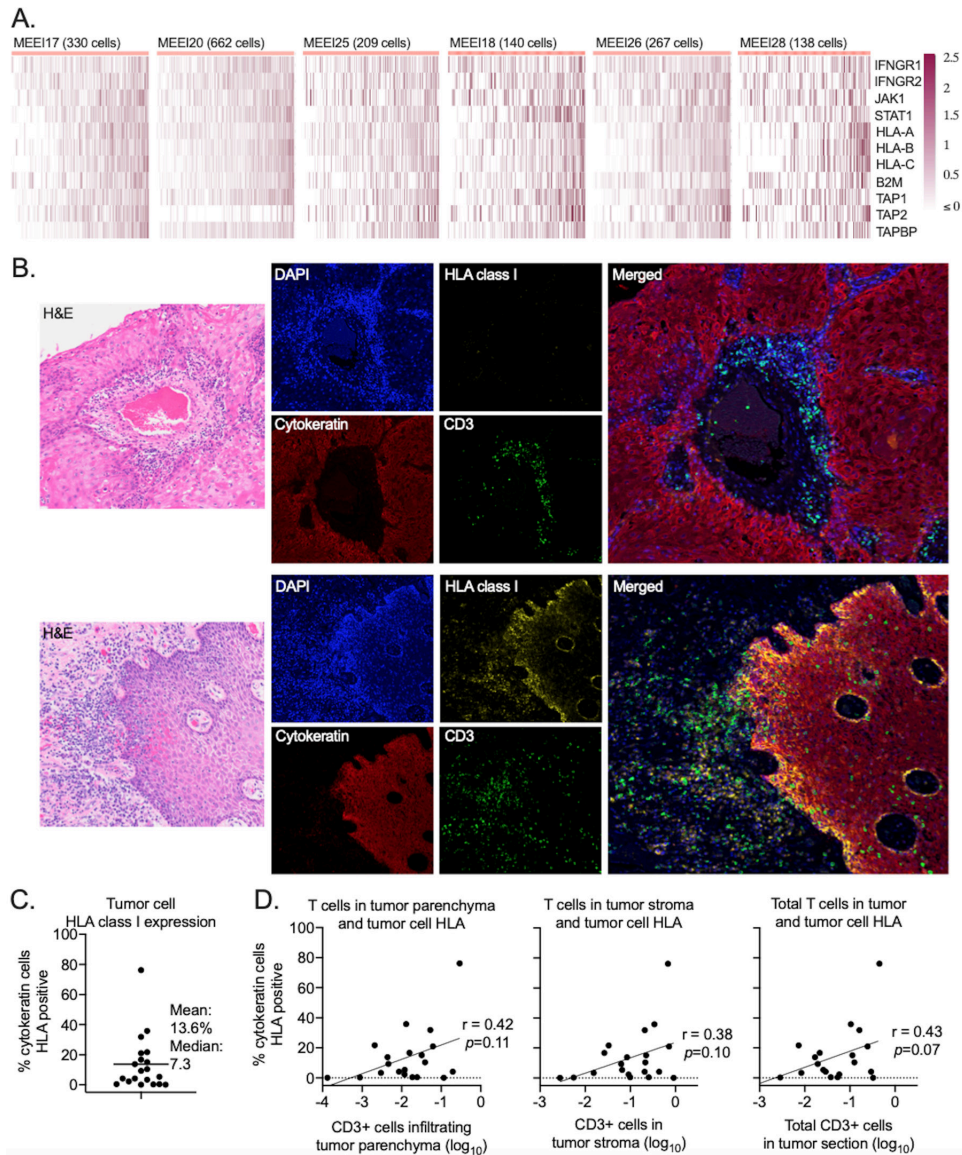 A.
MEEI17 (330 cells) MEEI20 (662 cells) MEEI25 (209 cells) MEEI18 (140 cells) MEEI26 (267 cells) MEEI28 (138 cells)
IFNGR1
IFNGR2
JAK1
STAT1
HLA-A
HLA-B
HLA-C
B2M
TAP1
TAP2
TAPBP
2.5
2
1.5
1
0.5
≤ 0
B.
H&E
DAPI
HLA class I
Merged
Cytokeratin
CD3
H&E
DAPI
HLA class I
Merged
Cytokeratin
CD3
C.
Tumor cell
HLA class I expression
% cytokeratin cells
HLA positive
100
80
60
40
20
0
Mean:
13.6%
Median:
7.3
D.
T cells in tumor parenchyma
and tumor cell HLA
% cytokeratin cells
HLA positive
100
80
60
40
20
0
r = 0.42
p=0.11
-4 -3 -2 -1 0
CD3+ cells infiltrating
tumor parenchyma (log10)
T cells in tumor stroma
and tumor cell HLA
r = 0.38
p=0.10
-3 -2 -1 0
CD3+ cells in
tumor stroma (log10)
Total T cells in tumor
and tumor cell HLA
r = 0.43
p=0.07
-3 -2 -1 0
Total CD3+ cells
in tumor section (log10)